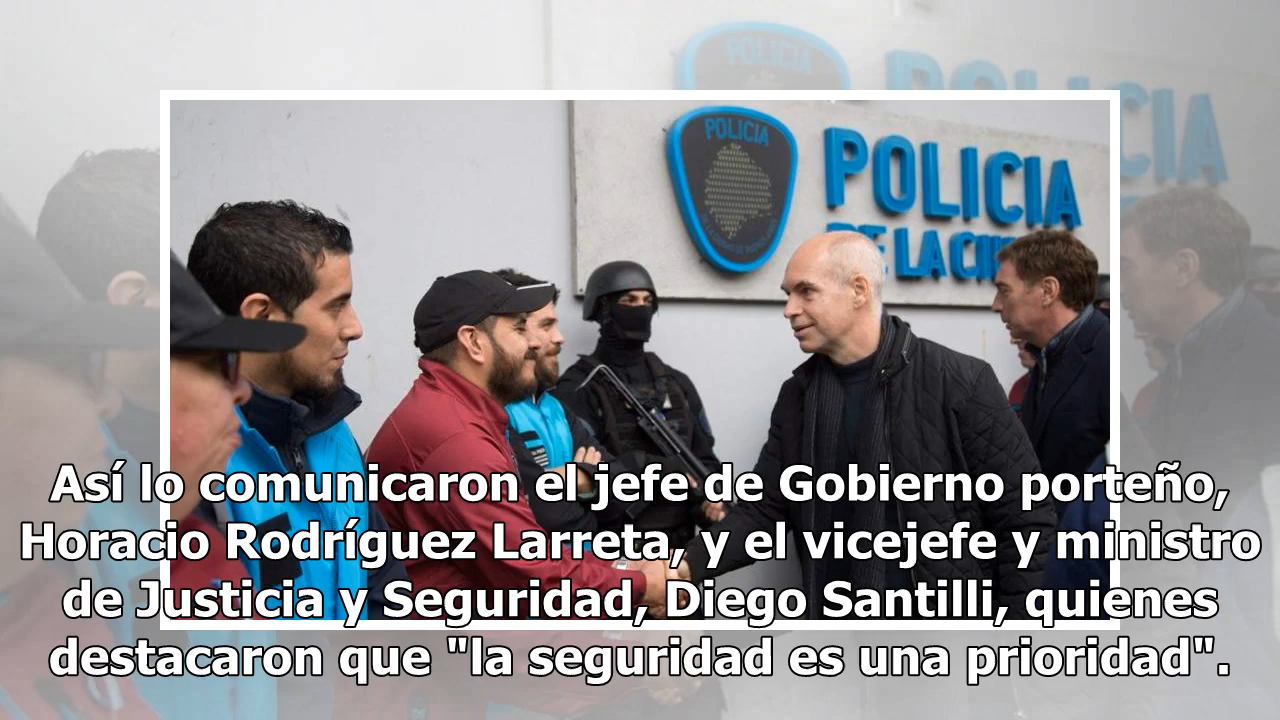 POLICIA
POLICIA
DE LA CIU
Así lo comunicaron el jefe de Gobierno porteño,
Horacio Rodríguez Larreta, y el vicejefe y ministro
de Justicia y Seguridad, Diego Santilli, quienes
destacaron que "la seguridad es una prioridad".